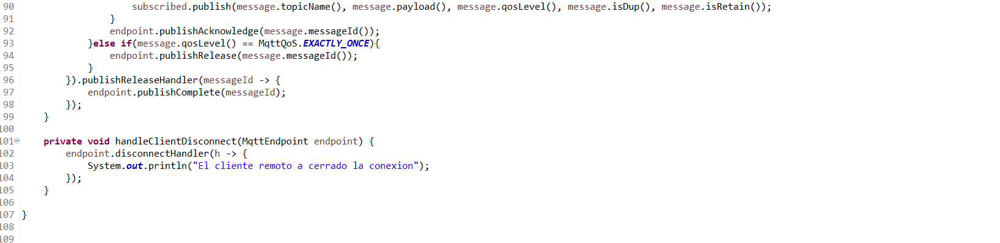 90                     subscribed.publish(message.topicName(), message.payload(), message.qosLevel(), message.isDup(), message.isRetain());
91                 }
92                 endpoint.publishAcknowledge(message.messageId());
93             }else if(message.qosLevel() == MqttQoS.EXACTLY_ONCE){
94                 endpoint.publishRelease(message.messageId());
95             }
96         }).publishReleaseHandler(messageId -> {
97             endpoint.publishComplete(messageId);
98         });
99     }
100
101     private void handleClientDisconnect(MqttEndpoint endpoint) {
102         endpoint.disconnectHandler(h -> {
103             System.out.println("El cliente remoto a cerrado la conexion");
104         });
105     }
106
107 }
108
109